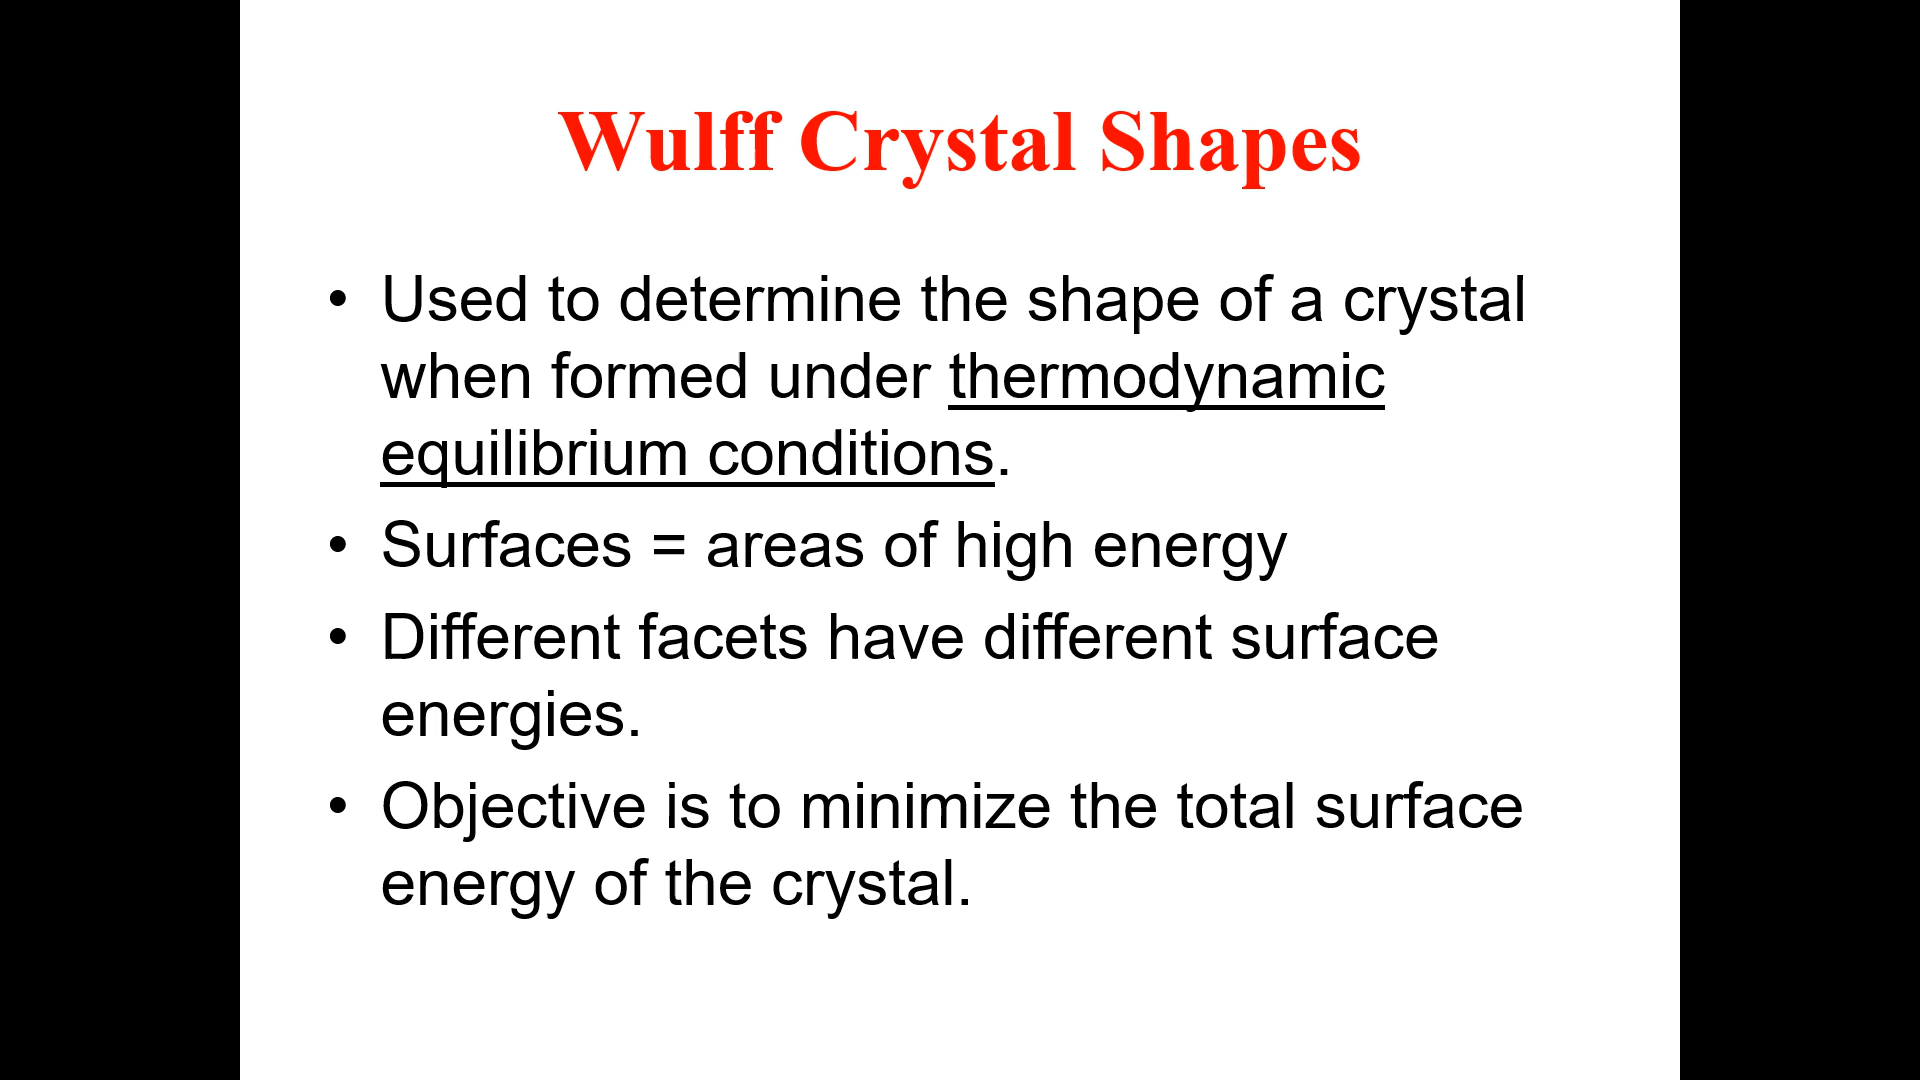 Wulff Crystal Shapes
• Used to determine the shape of a crystal
when formed under thermodynamic
equilibrium conditions.
• Surfaces = areas of high energy
• Different facets have different surface
energies.
• Objective is to minimize the total surface
energy of the crystal.